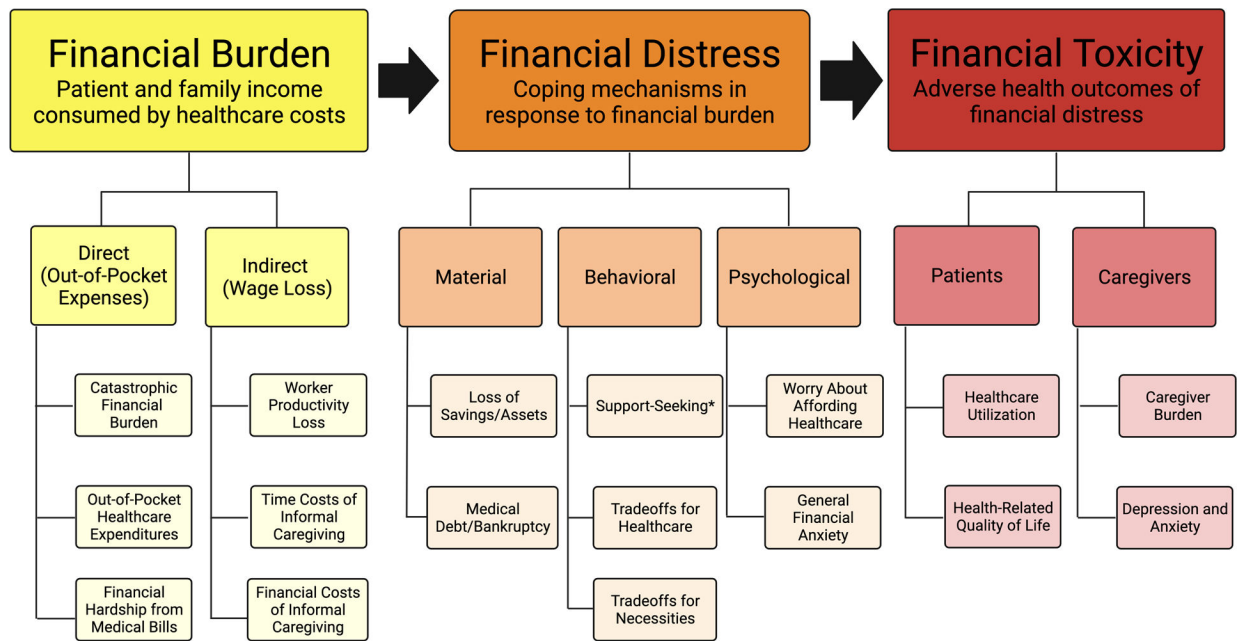 Financial Burden
Patient and family income
consumed by healthcare costs
Financial Distress
Coping mechanisms in
response to financial burden
Financial Toxicity
Adverse health outcomes of
financial distress
Direct
(Out-of-Pocket
Expenses)
Indirect
(Wage Loss)
Material
Behavioral
Psychological
Patients
Caregivers
Catastrophic
Financial
Burden
Worker
Productivity
Loss
Loss of
Savings/Assets
Support-Seeking*
Worry About
Affording
Healthcare
Healthcare
Utilization
Caregiver
Burden
Out-of-Pocket
Healthcare
Expenditures
Time Costs of
Informal
Caregiving
Medical
Debt/Bankruptcy
Tradeoffs for
Healthcare
General
Financial
Anxiety
Health-Related
Quality of Life
Depression and
Anxiety
Financial
Hardship from
Medical Bills
Financial Costs
of Informal
Caregiving
Tradeoffs for
Necessities